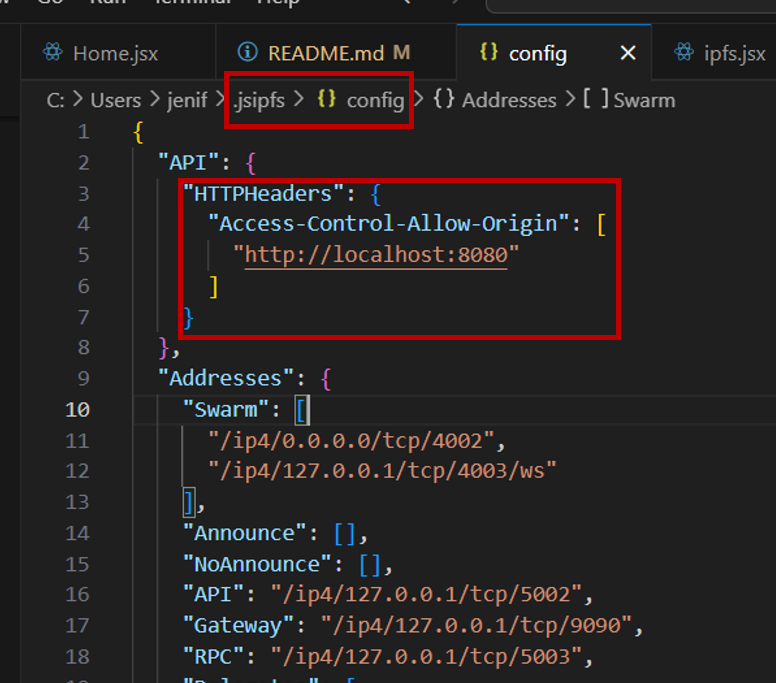 Go Run Terminal Help
Home.jsx README.md M {} config × ipfs.jsx
C: > Users > jenif > .jsipfs > {} config > {} Addresses > [ ] Swarm
1 {
2 "API": {
3 "HTTPHeaders": {
4 "Access-Control-Allow-Origin": [
5 "http://localhost:8080"
6 ]
7 }
8 },
9 "Addresses": {
10 "Swarm": [
11 "/ip4/0.0.0.0/tcp/4002",
12 "/ip4/127.0.0.1/tcp/4003/ws"
13 ],
14 "Announce": [],
15 "NoAnnounce": [],
16 "API": "/ip4/127.0.0.1/tcp/5002",
17 "Gateway": "/ip4/127.0.0.1/tcp/9090",
18 "RPC": "/ip4/127.0.0.1/tcp/5003",